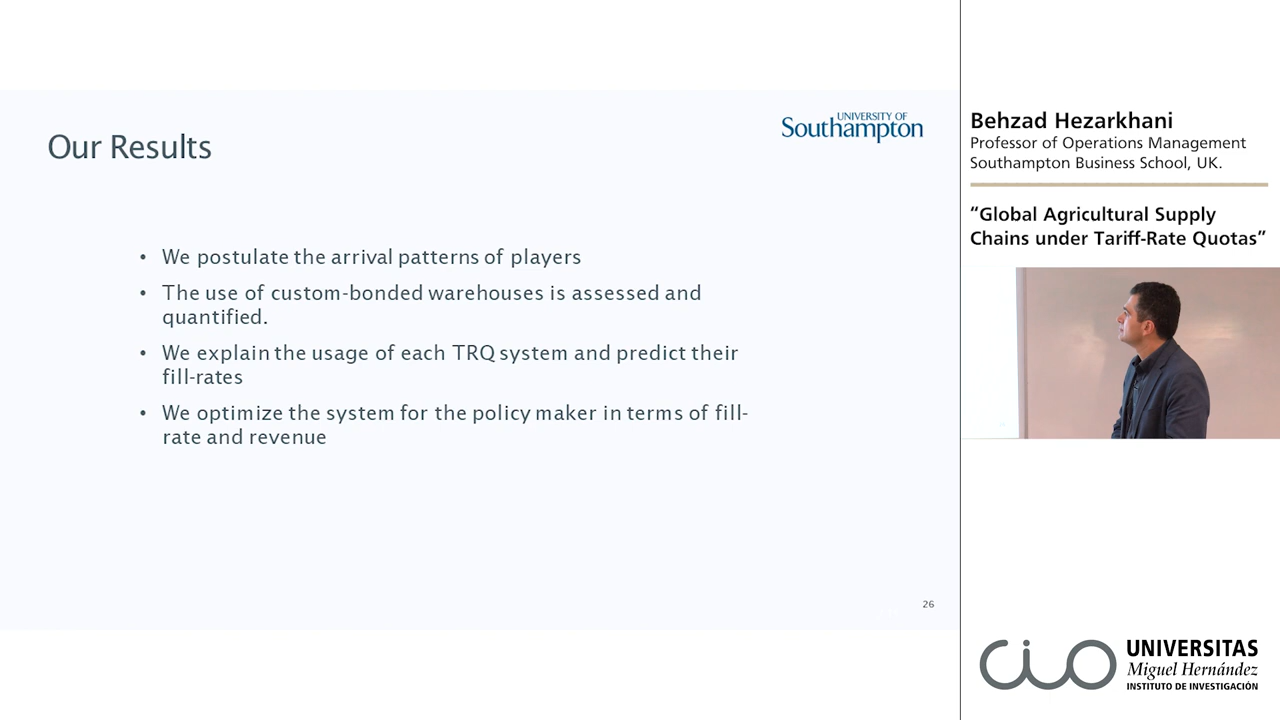 Our Results
UNIVERSITY OF
Southampton
• We postulate the arrival patterns of players
• The use of custom-bonded warehouses is assessed and
quantified.
• We explain the usage of each TRQ system and predict their
fill-rates
• We optimize the system for the policy maker in terms of fill-
rate and revenue
26
Behzad Hezarkhani
Professor of Operations Management
Southampton Business School, UK.
“Global Agricultural Supply
Chains under Tariff-Rate Quotas”
cio
UNIVERSITAS
Miguel Hernández
INSTITUTO DE INVESTIGACIÓN